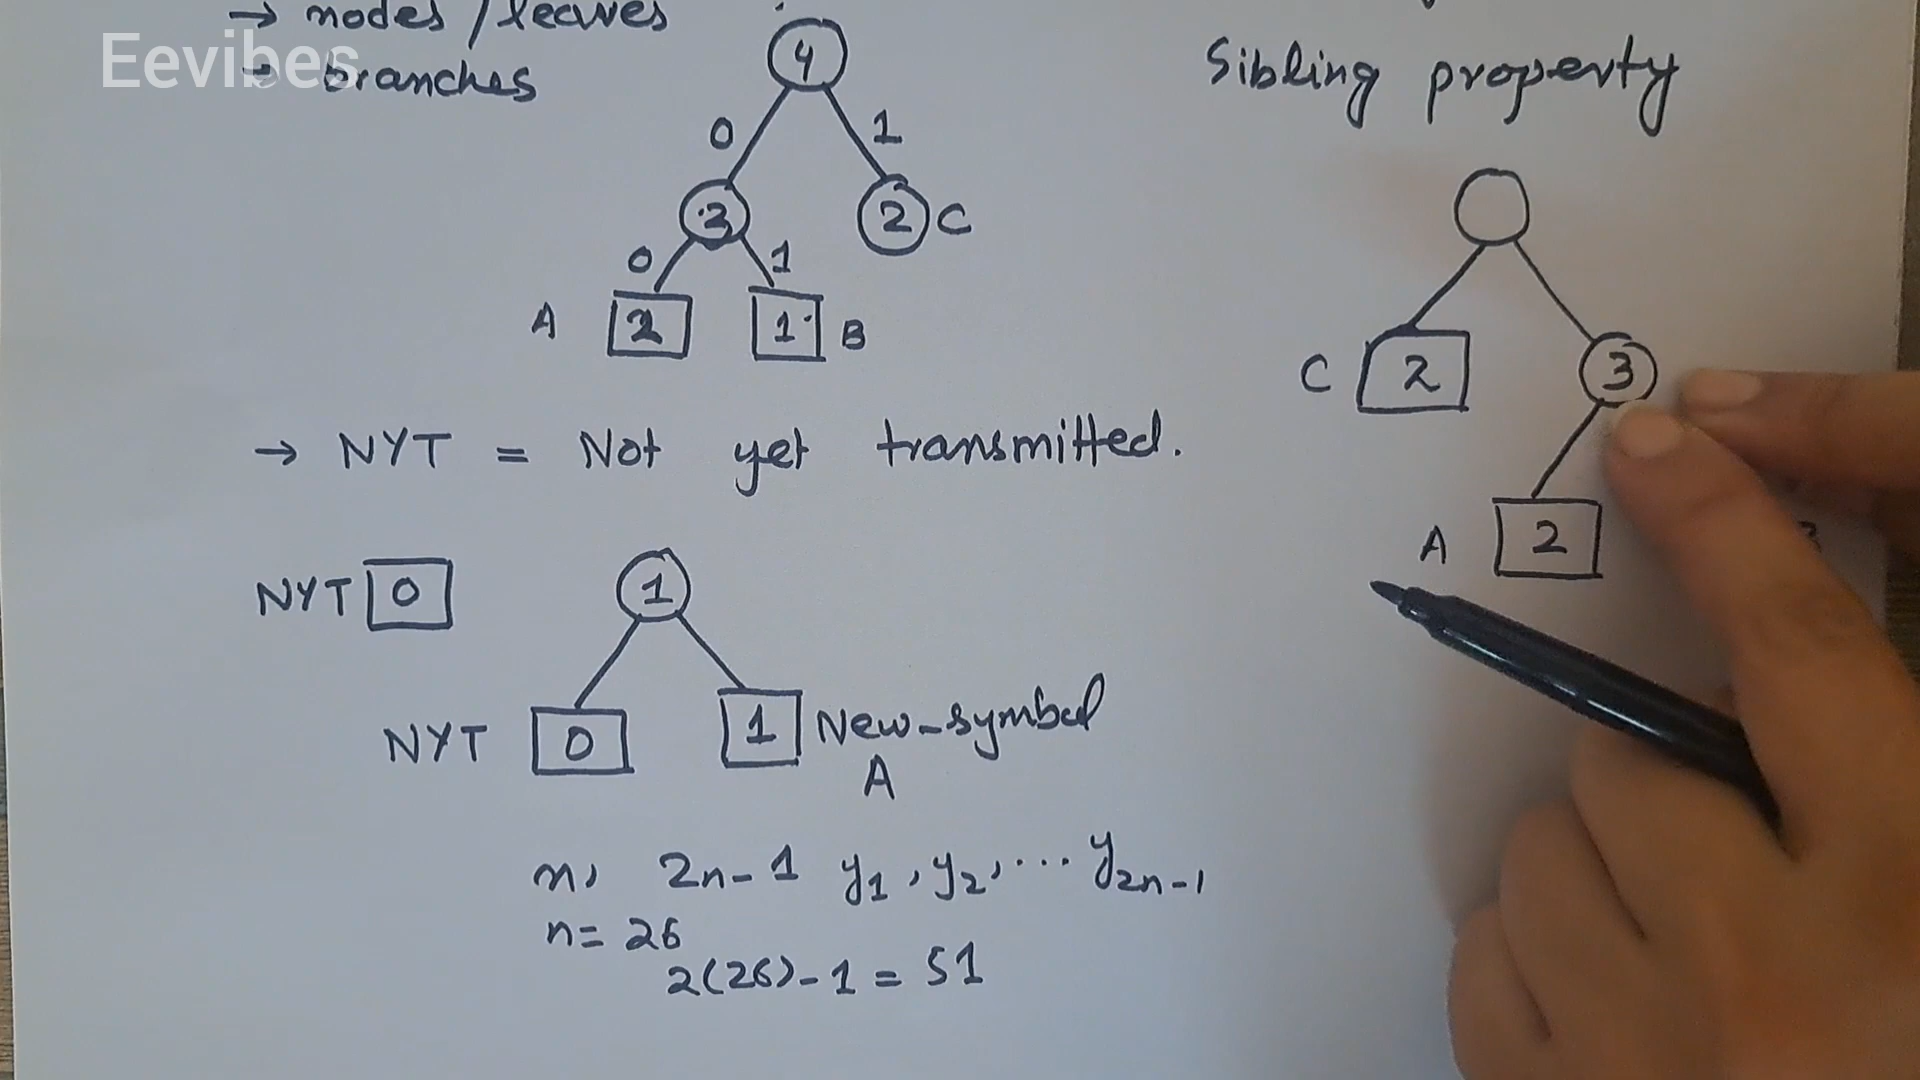 → nodes / leaves
Eevibes
→ branches
4
Sibling property
0 1
3 2 C
0 1
A 2 1 B
C 2 3
→ NYT = Not yet transmitted.
A 2
NYT 0 1
NYT 0 1 New-symbol
A
n, 2n-1 y1, y2, ... y2n-1
n= 26
2(26)-1 = 51